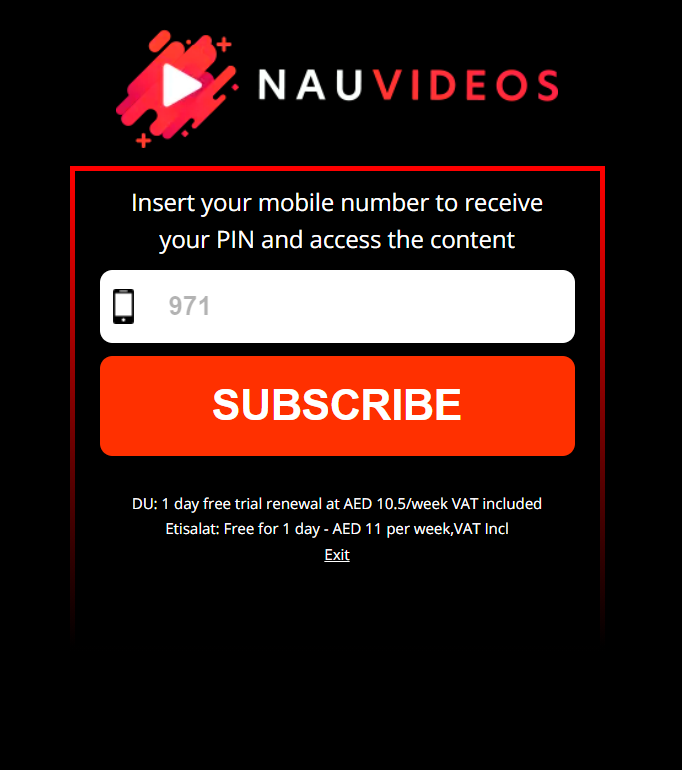 NAUVIDEOS
Insert your mobile number to receive
your PIN and access the content
971
SUBSCRIBE
DU: 1 day free trial renewal at AED 10.5/week VAT included
Etisalat: Free for 1 day - AED 11 per week,VAT Incl
Exit